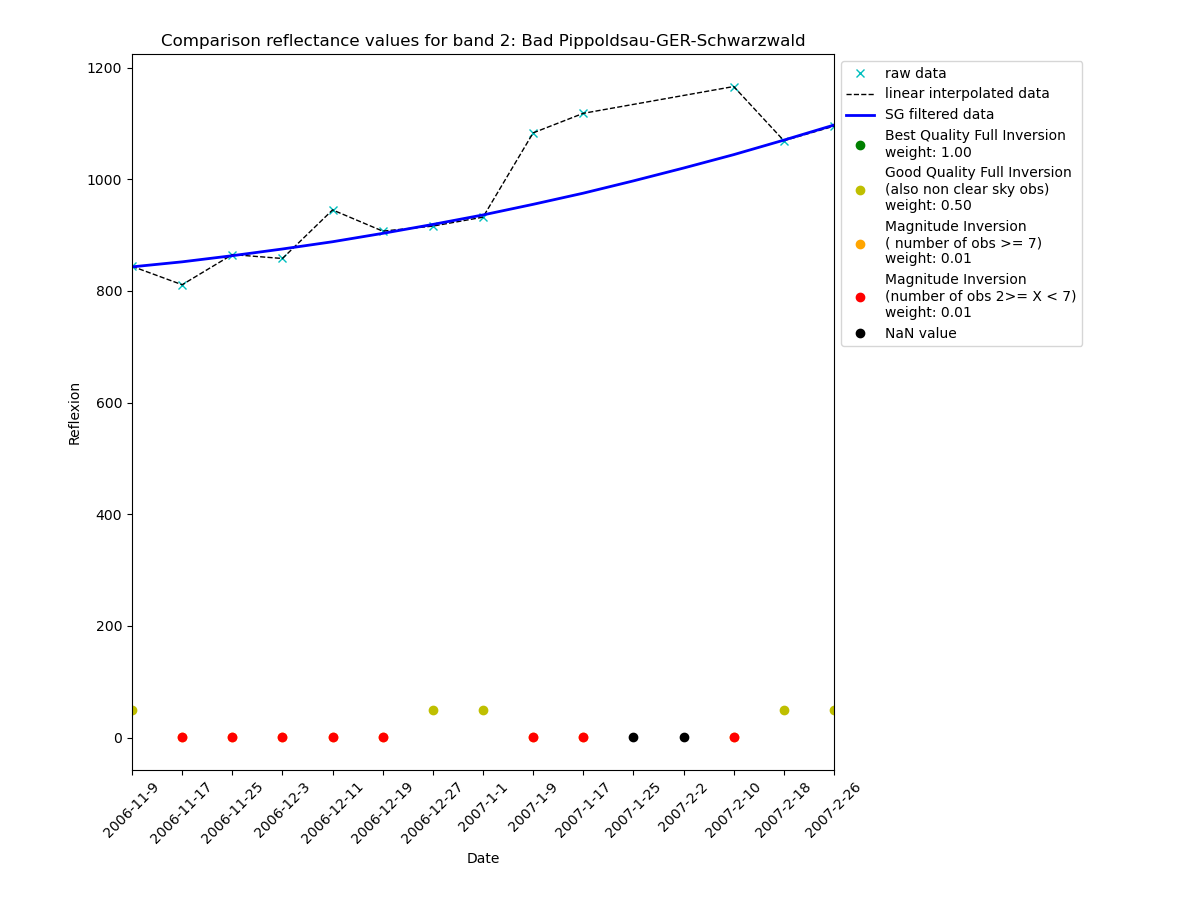 Comparison reflectance values for band 2: Bad Pippoldsau-GER-Schwarzwald
raw data
linear interpolated data
SG filtered data
Best Quality Full Inversion
weight: 1.00
Good Quality Full Inversion
(also non clear sky obs)
weight: 0.50
Magnitude Inversion
( number of obs >= 7)
weight: 0.01
Magnitude Inversion
(number of obs 2>= X < 7)
weight: 0.01
NaN value
1200
1000
800
600
400
200
0
Reflexion
2006-11-9
2006-11-17
2006-11-25
2006-12-3
2006-12-11
2006-12-19
2006-12-27
2007-1-1
2007-1-9
2007-1-17
2007-1-25
2007-2-2
2007-2-10
2007-2-18
2007-2-26
Date